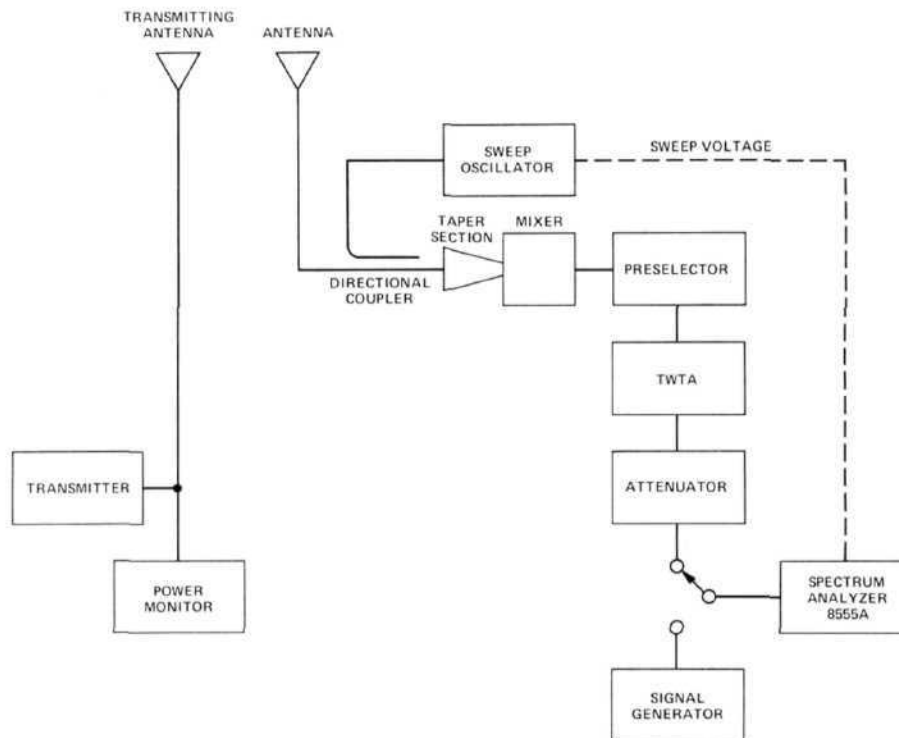 TRANSMITTING
ANTENNA
ANTENNA
SWEEP
OSCILLATOR
SWEEP VOLTAGE
TAPER
SECTION
MIXER
DIRECTIONAL
COUPLER
PRESELECTOR
TWTA
TRANSMITTER
ATTENUATOR
POWER
MONITOR
SPECTRUM
ANALYZER
8555A
SIGNAL
GENERATOR